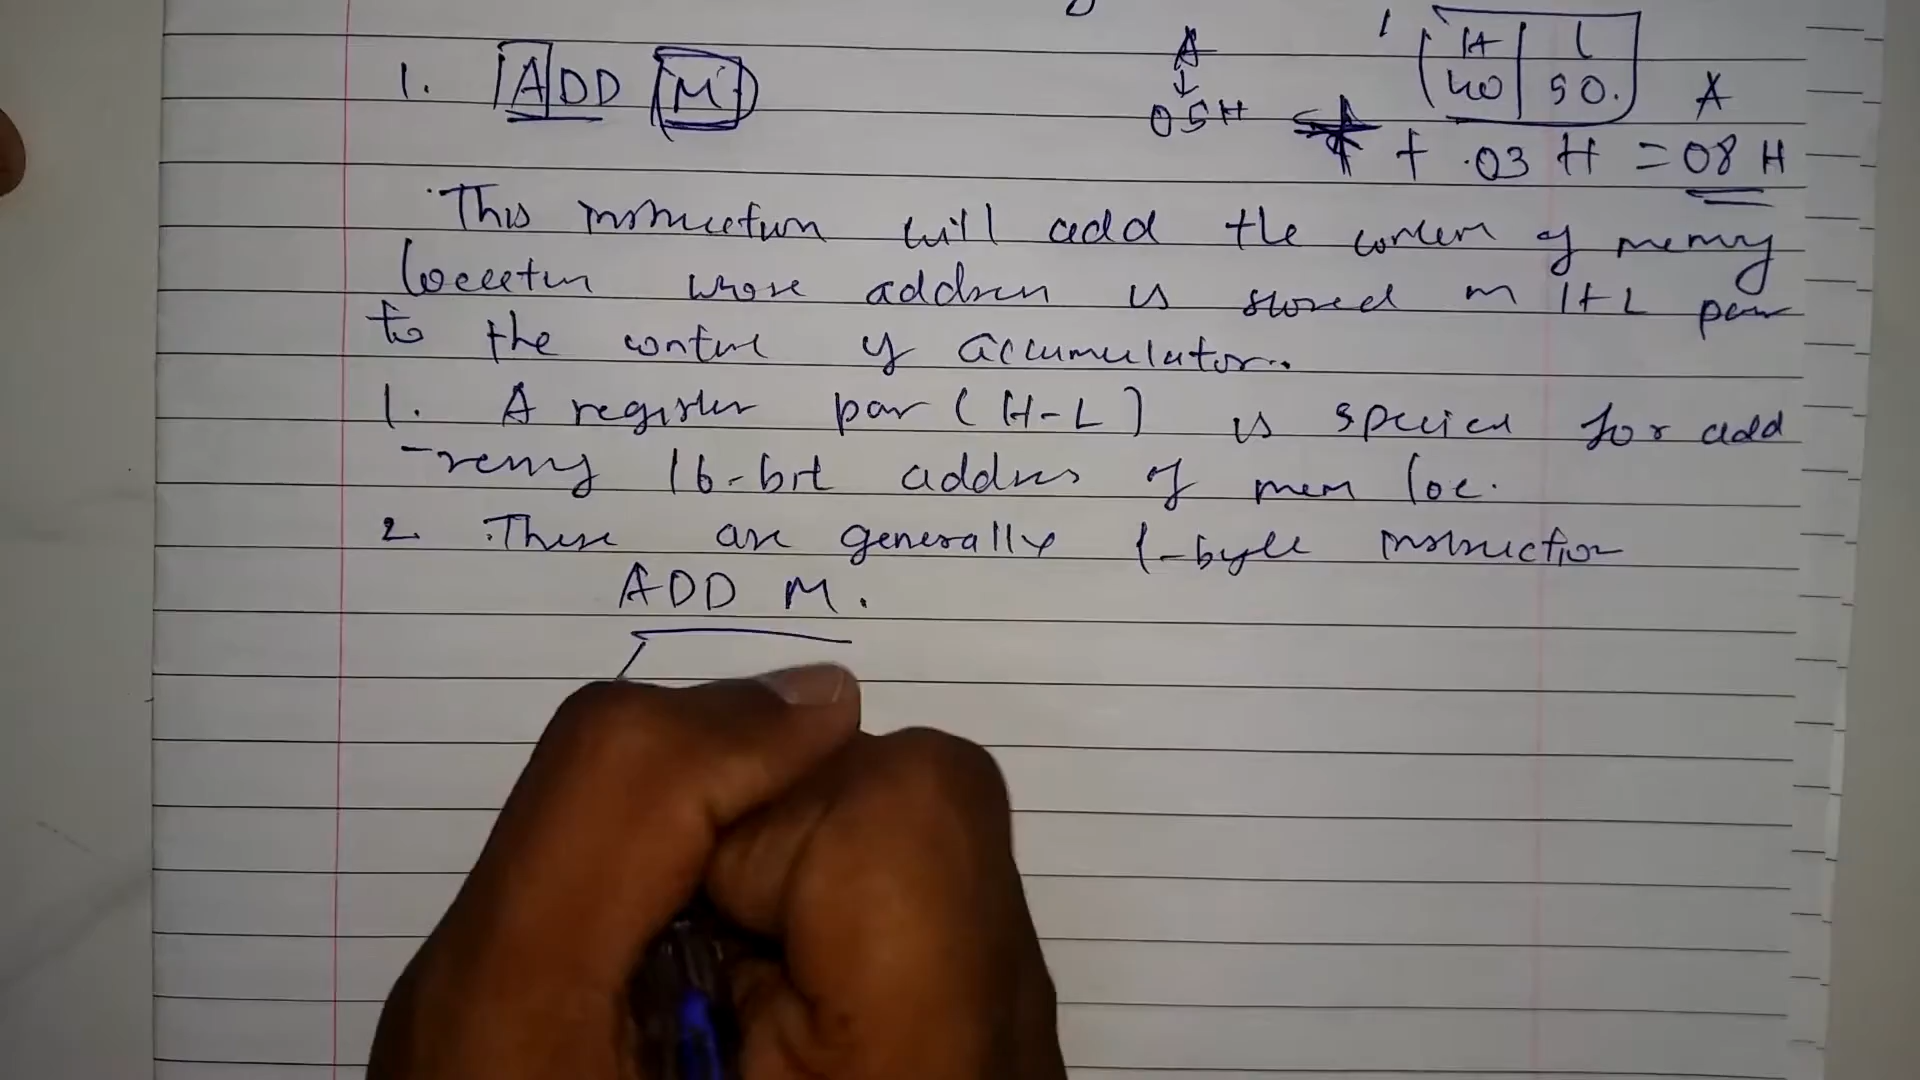 1. ADD M
A
05H
H L
40 50.
A
+ .03 H = 08 H
This instruction will add the content of memory
location whose address is stored in H-L pair
to the content of accumulator..
1. A register pair (H-L) is special for add
-ressing 16-bit address of mem loc.
2. These are generally 1-byte instruction
ADD M.